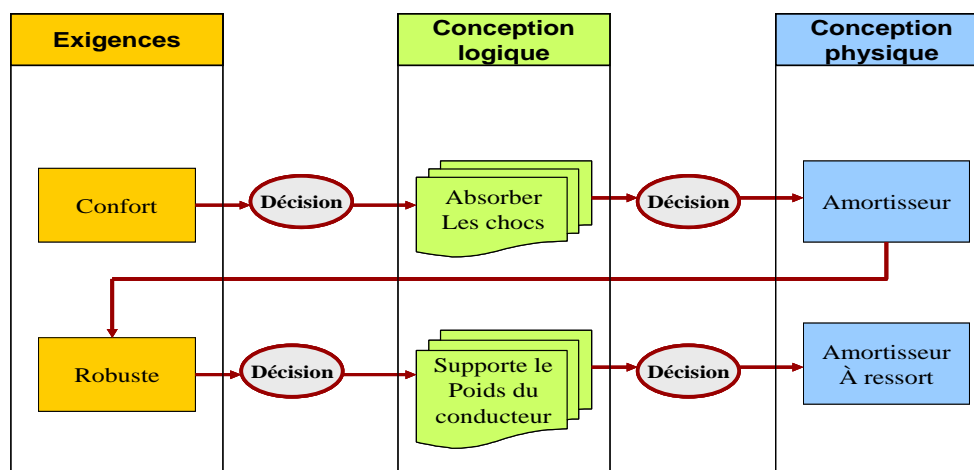 Exigences
Conception
logique
Conception
physique
Confort
Décision
Absorber
Les chocs
Décision
Amortisseur
Robuste
Décision
Supporte le
Poids du
conducteur
Décision
Amortisseur
À ressort